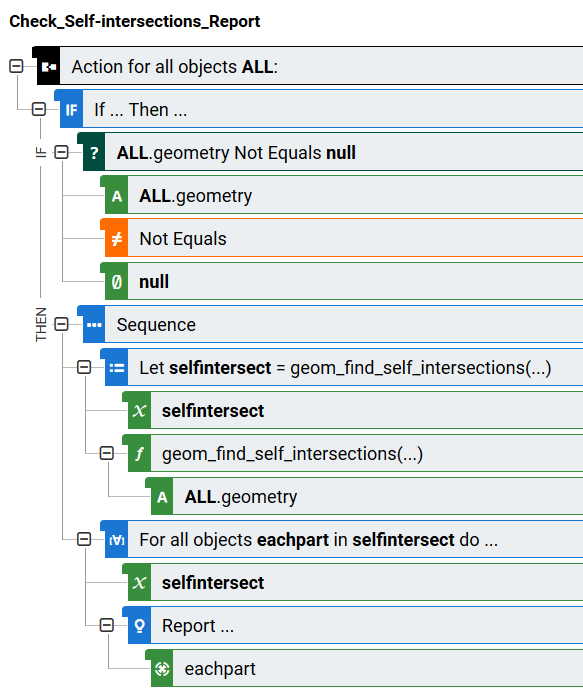 Check_Self-intersections_Report
Action for all objects ALL:
IF If ... Then ...
IF
? ALL.geometry Not Equals null
A ALL.geometry
≠ Not Equals
∅ null
THEN
Sequence
Let selfintersect = geom_find_self_intersections(...)
x selfintersect
f geom_find_self_intersections(...)
A ALL.geometry
{∀} For all objects eachpart in selfintersect do ...
x selfintersect
Report ...
eachpart